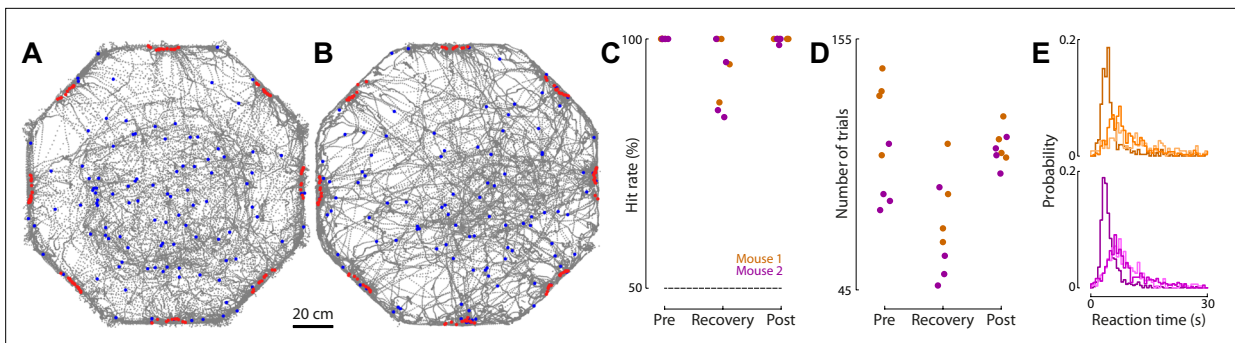 A
B
20 cm
C
100
Hit rate (%)
50
Mouse 1
Mouse 2
Pre Recovery Post
D
155
Number of trials
45
Pre Recovery Post
E
0.2
0
0.2
Probability
0
0 30
Reaction time (s)